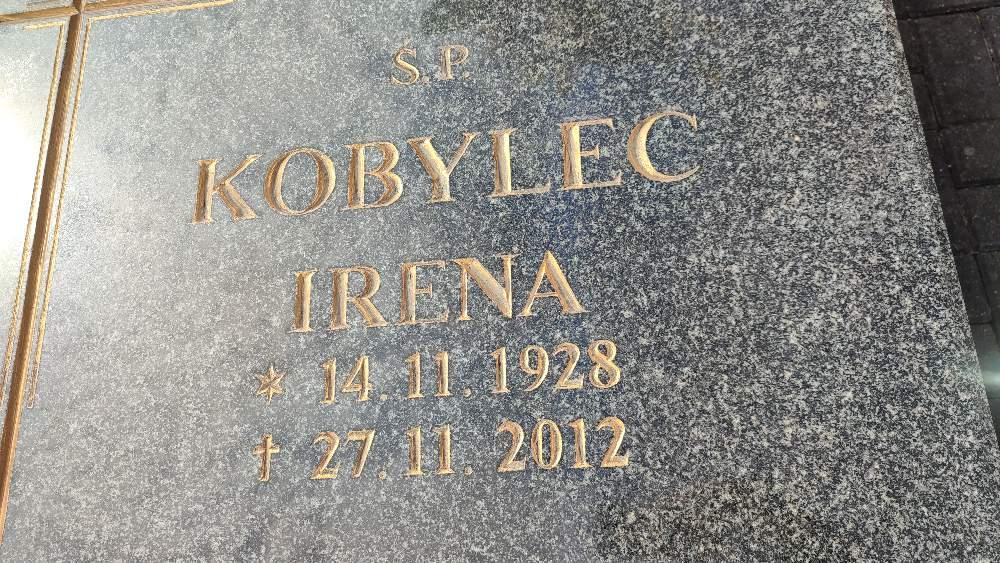 Ś.P.
KOBYLEC
IRENA
* 14.11.1928
† 27.11.2012